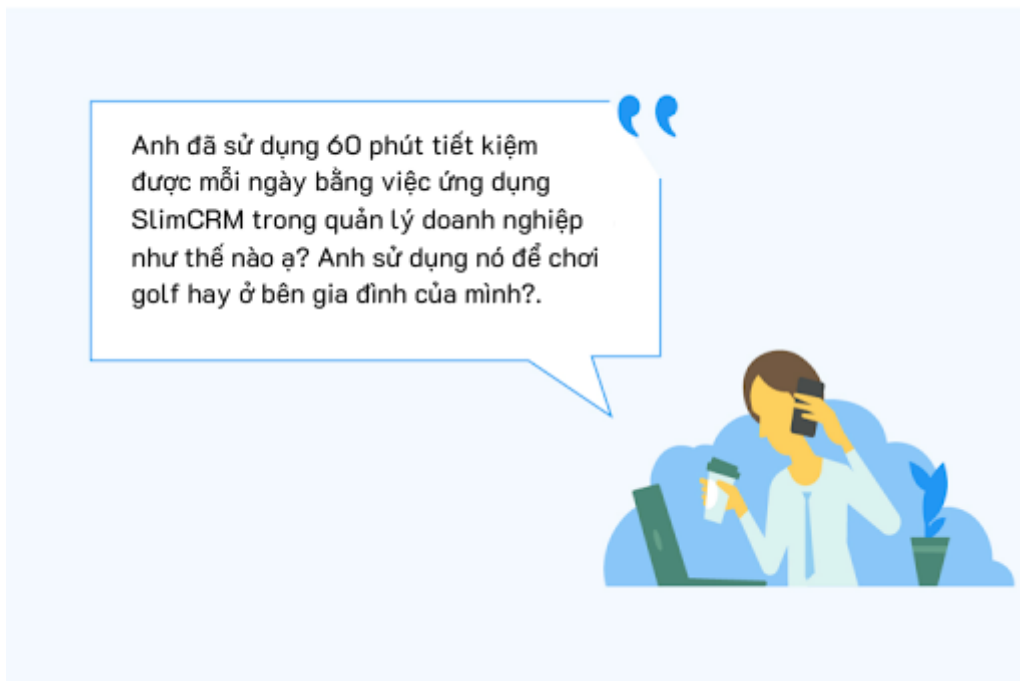 Anh đã sử dụng 60 phút tiết kiệm
được mỗi ngày bằng việc ứng dụng
SlimCRM trong quản lý doanh nghiệp
như thế nào ạ? Anh sử dụng nó để chơi
golf hay ở bên gia đình của mình?.